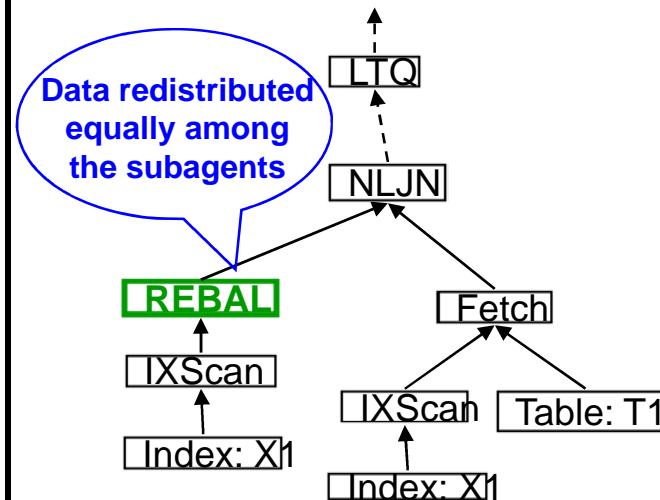 LTQ
Data redistributed
equally among
the subagents
NLJN
REBAL
Fetch
IXScan
IXScan
Table: T1
Index: X1
Index: X1